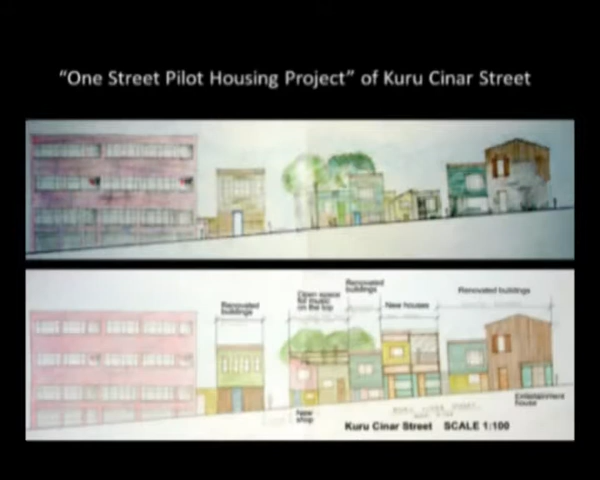 “One Street Pilot Housing Project” of Kuru Cinar Street
Renovated
buildings
Open space
for music
on the top
Renovated
buildings
New houses
Renovated buildings
New
shop
Entertainment
house
Kuru Cinar Street SCALE 1:100